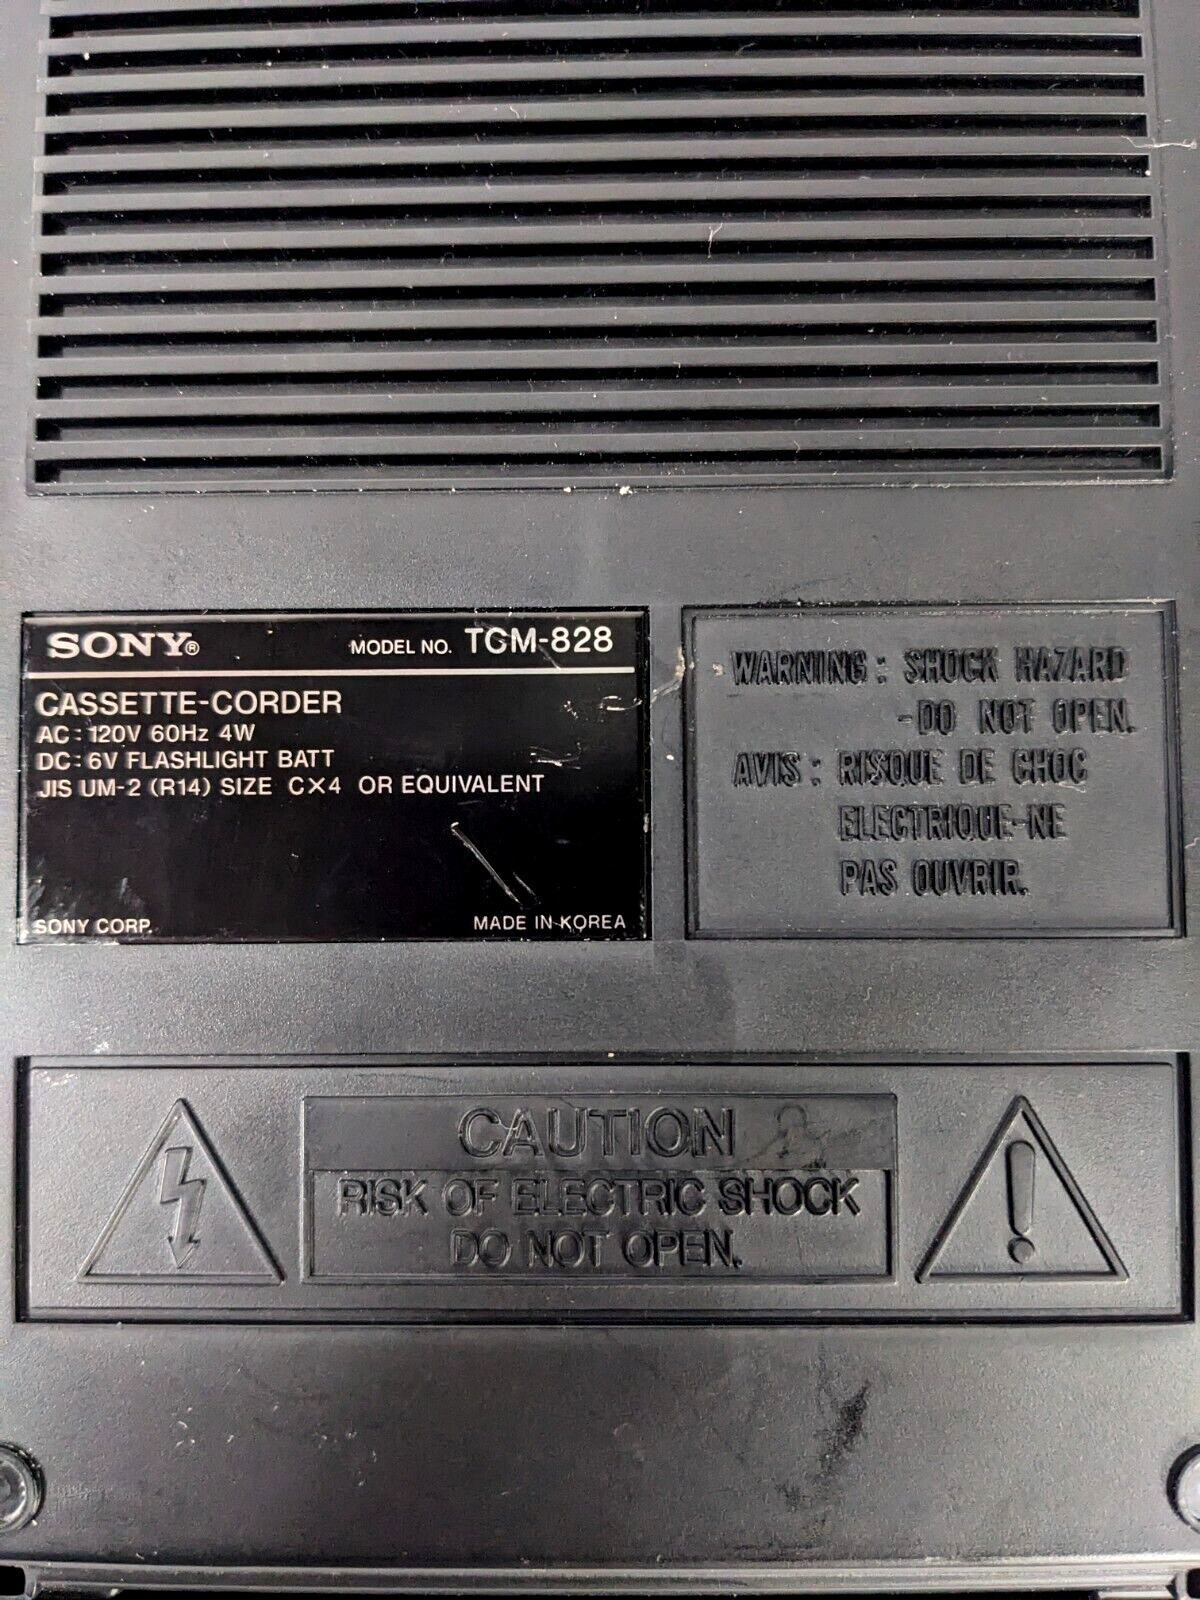 SONY® MODEL NO. TCM-828
CASSETTE-CORDER
AC: 120V 60Hz 4W
DC: 6V FLASHLIGHT BATT
JIS UM-2 (R14) SIZE C×4 OR EQUIVALENT
SONY CORP. MADE IN KOREA
WARNING: SHOCK HAZARD
-DO NOT OPEN.
AVIS: RISQUE DE CHOC
ELECTRIQUE-NE
PAS OUVRIR.
CAUTION
RISK OF ELECTRIC SHOCK
DO NOT OPEN.